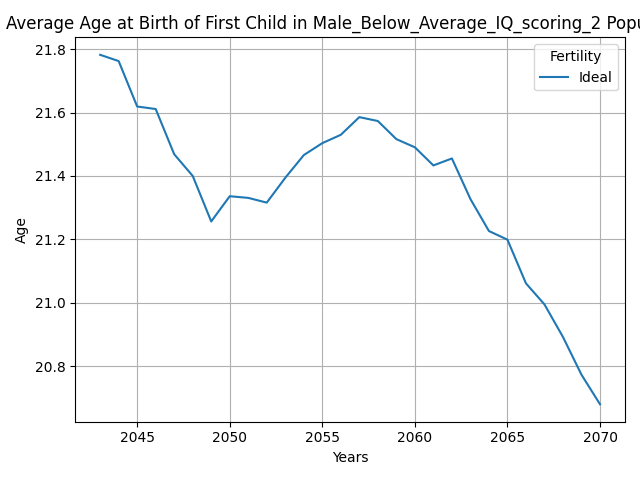 Average Age at Birth of First Child in Male_Below_Average_IQ_scoring_2 Popu
21.8
21.6
21.4
21.2
21.0
20.8
Age
Fertility
Ideal
2045 2050 2055 2060 2065 2070
Years